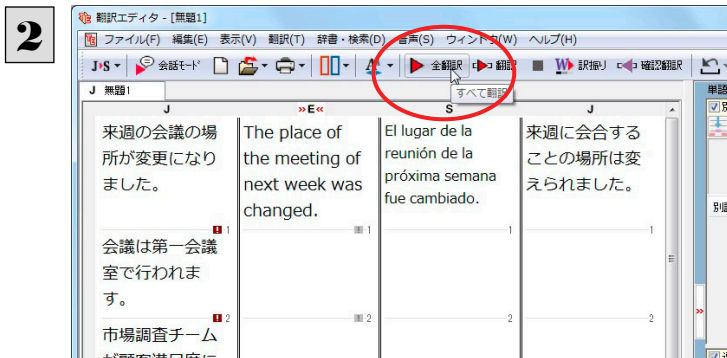 2
翻訳エディタ - [無題1]
ファイル(F) 編集(E) 表示(V) 翻訳(T) 辞書・検索(D) 音声(S) ウィンドウ(W) ヘルプ(H)
J▸S 会話モード 全翻訳 翻訳 訳振り 確認翻訳
すべて翻訳
J 無題1
J »E« S J
来週の会議の場
所が変更になり
ました。
The place of
the meeting of
next week was
changed.
El lugar de la
reunión de la
próxima semana
fue cambiado.
来週に会合する
ことの場所は変
えられました。
1 1 1 1
会議は第一会議
室で行われま
す。
2 2 2 2
市場調査チーム
単語
別
別
»